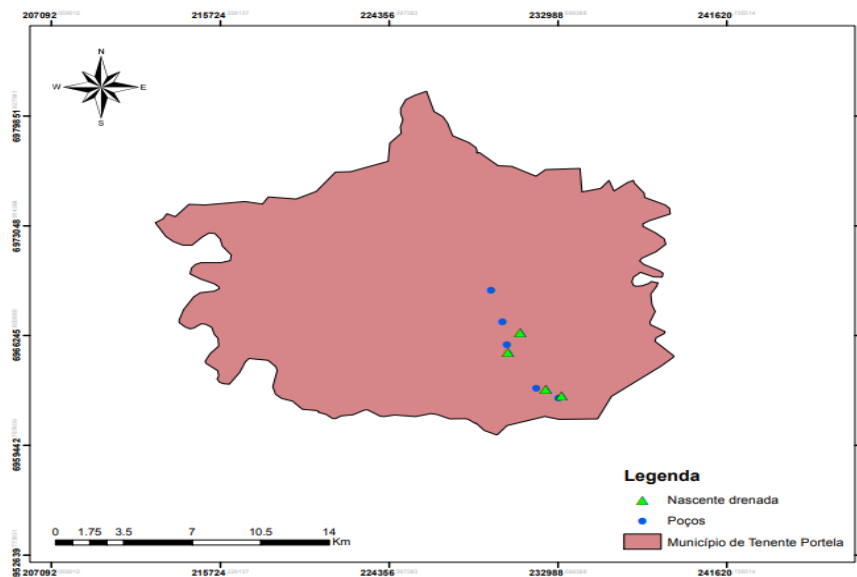 207092 215724 224356 232988 241620
N
W E
S
6979851
6973048
6966245
6959442
952639
Legenda
Nascente drenada
Poços
Município de Tenente Portela
0 1.75 3.5 7 10.5 14
Km
207092 215724 224356 232988 241620